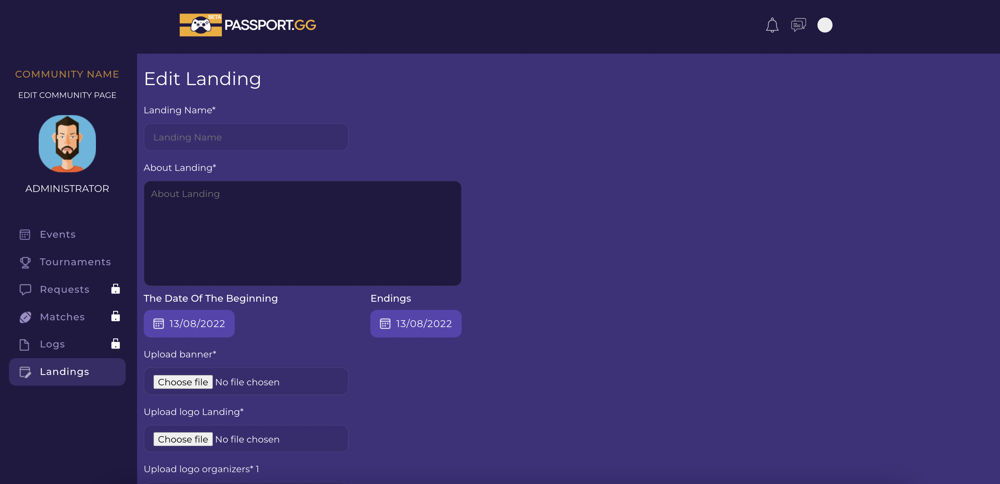 BETA
PASSPORT.GG
COMMUNITY NAME
EDIT COMMUNITY PAGE
ADMINISTRATOR
Events
Tournaments
Requests
Matches
Logs
Landings
Edit Landing
Landing Name*
Landing Name
About Landing*
About Landing
The Date Of The Beginning
Endings
13/08/2022
13/08/2022
Upload banner*
Choose file No file chosen
Upload logo Landing*
Choose file No file chosen
Upload logo organizers* 1